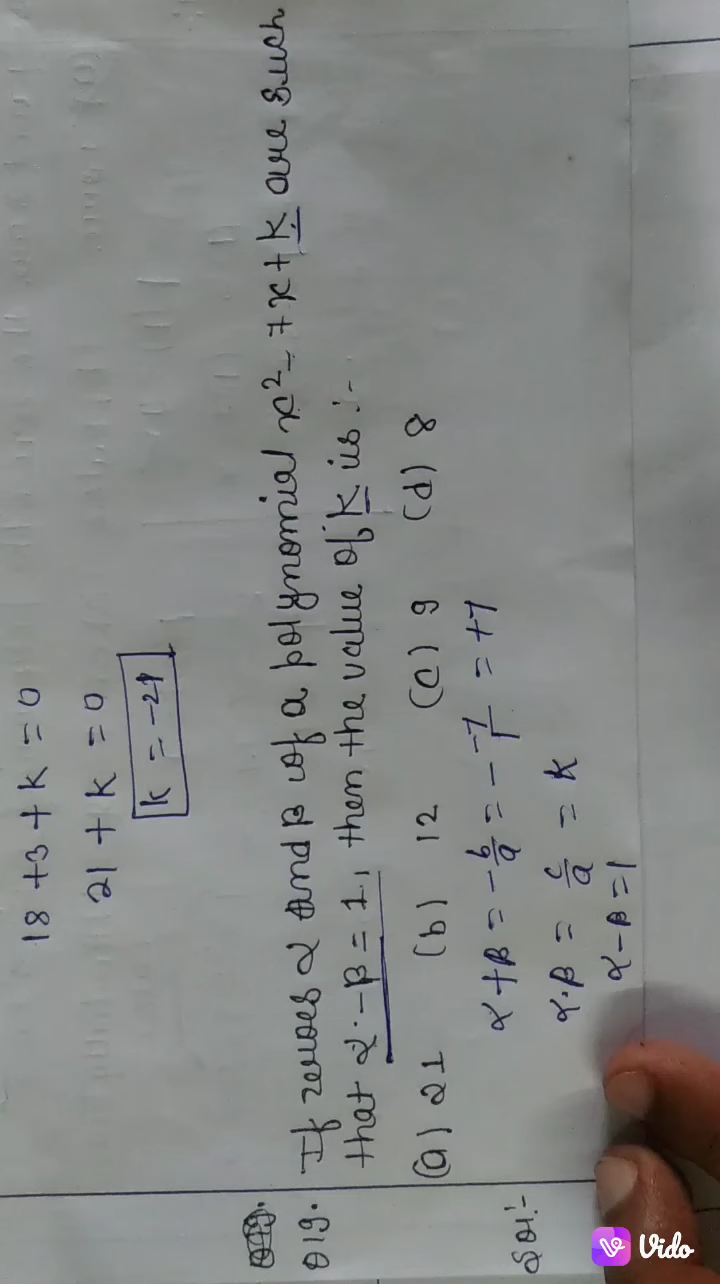 18 + 3 + k = 0
21 + k = 0
k = -21
Q19. If zeroes α and β of a polynomial x² - 7x + k are such
that α - β = 1, then the value of k is :-
(a) 21 (b) 12 (c) 9 (d) 8
Sol:- α + β = -b/a = - -7/1 = +7
α·β = c/a = k
α - β = 1
Vido